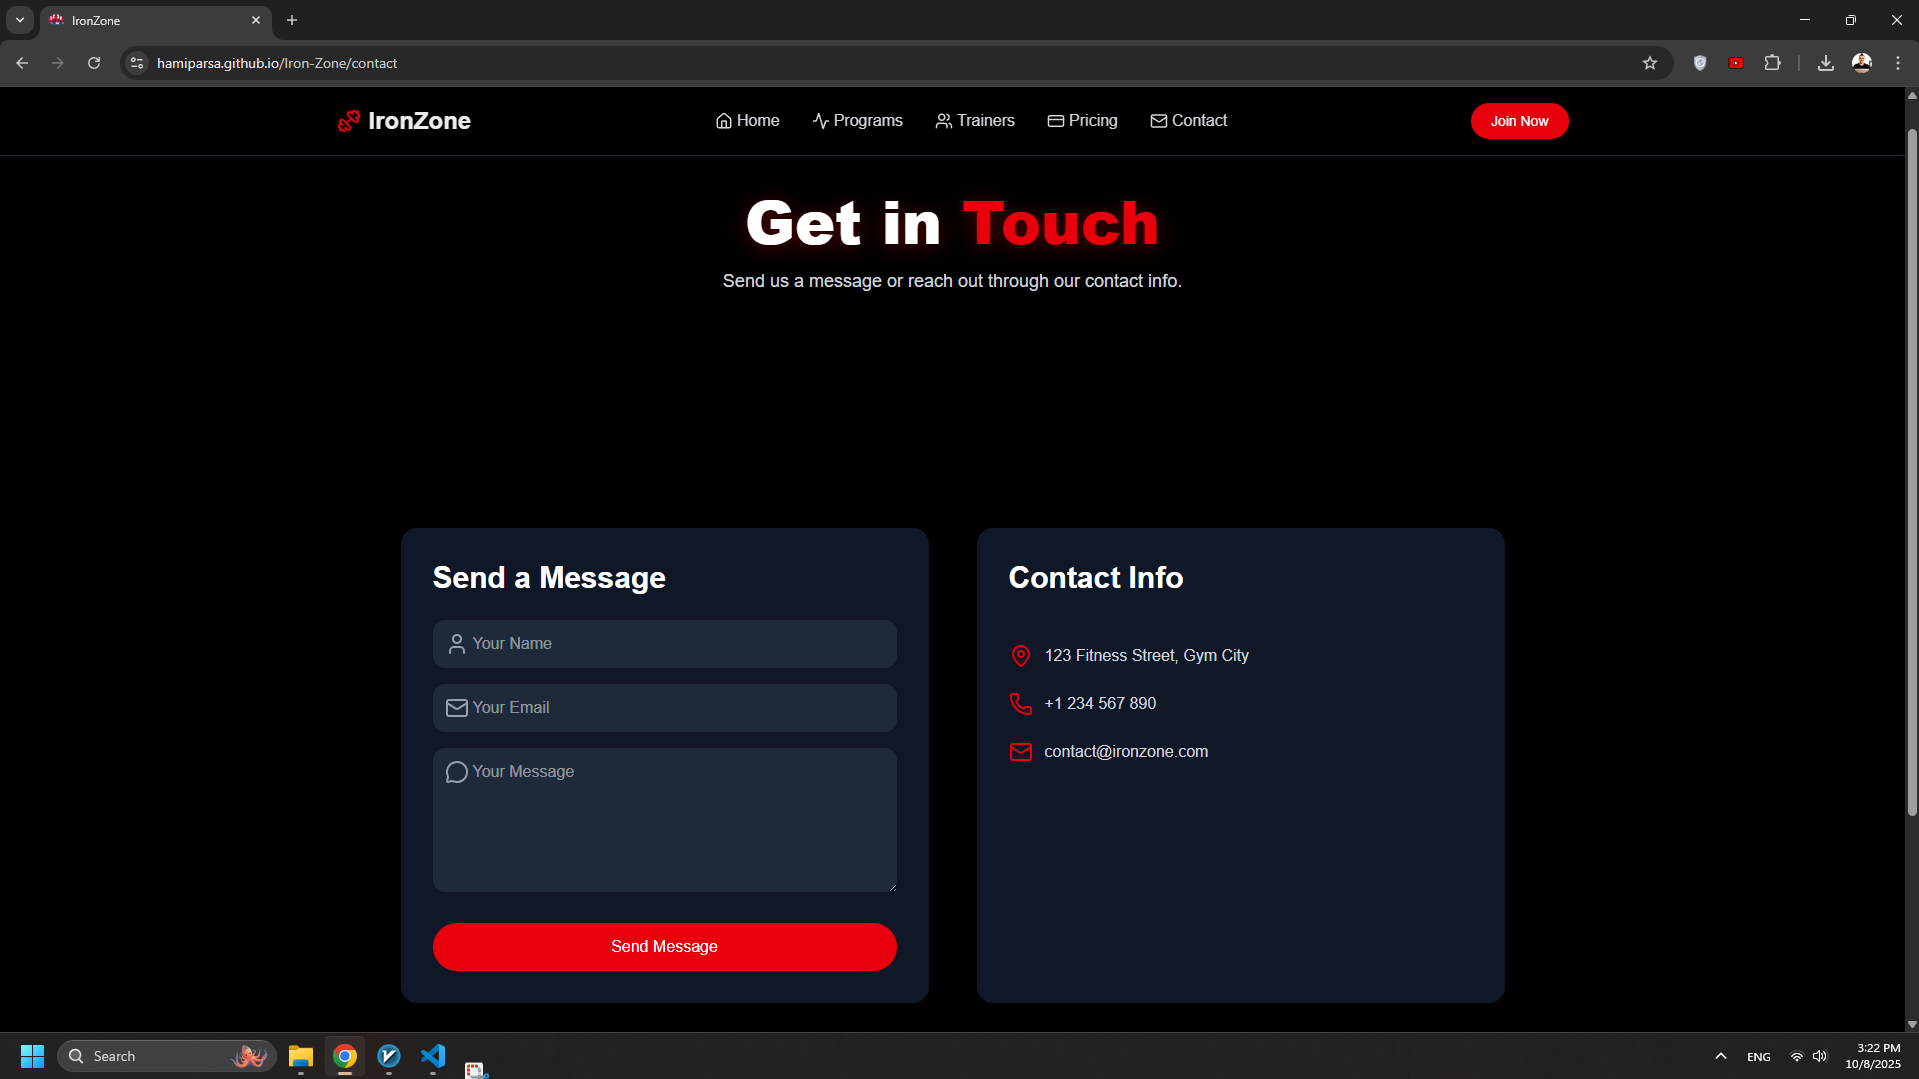 IronZone
hamiparsa.github.io/Iron-Zone/contact
IronZone
Home
Programs
Trainers
Pricing
Contact
Join Now
Get in Touch
Send us a message or reach out through our contact info.
Send a Message
Your Name
Your Email
Your Message
Send Message
Contact Info
123 Fitness Street, Gym City
+1 234 567 890
contact@ironzone.com
Search
ENG
3:22 PM
10/8/2025